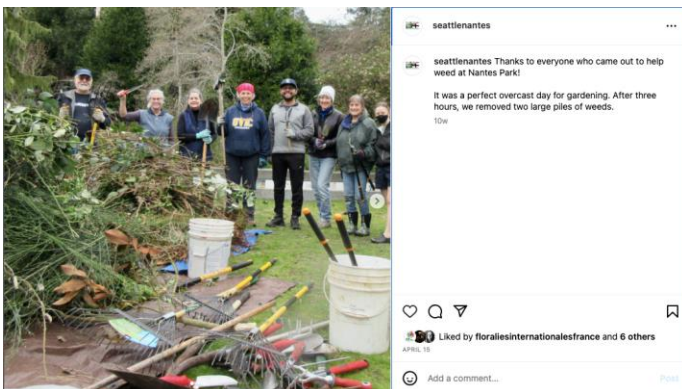 seattlenantes
seattlenantes Thanks to everyone who came out to help
weed at Nantes Park!
It was a perfect overcast day for gardening. After three
hours, we removed two large piles of weeds.
10w
Liked by floraliesinternationalesfrance and 6 others
APRIL 16
Add a comment...
Post